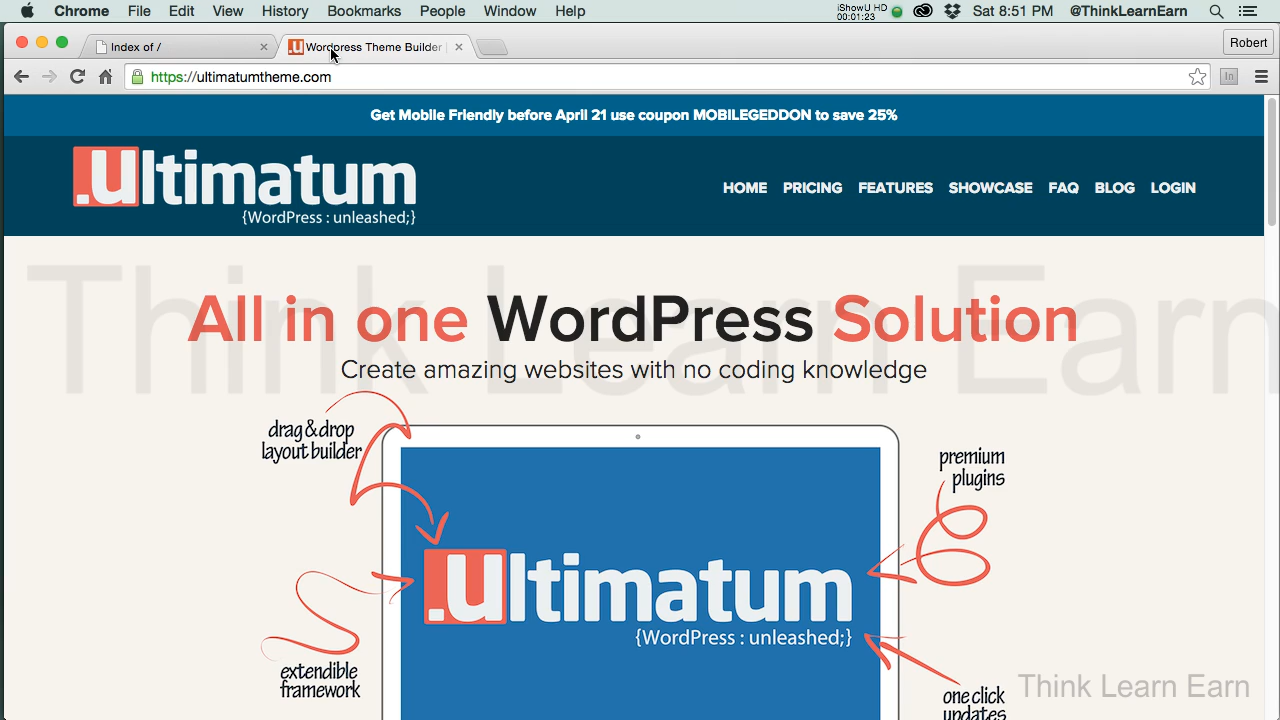 Chrome File Edit View History Bookmarks People Window Help
iShowU HD
00:01:23
Sat 8:51 PM @ThinkLearnEarn
Index of /
Wordpress Theme Builder
Robert
https://ultimatumtheme.com
In
Get Mobile Friendly before April 21 use coupon MOBILEGEDDON to save 25%
.ultimatum
{WordPress : unleashed;}
HOME PRICING FEATURES SHOWCASE FAQ BLOG LOGIN
Think Learn Earn
All in one WordPress Solution
Create amazing websites with no coding knowledge
drag & drop
layout builder
premium
plugins
.ultimatum
{WordPress : unleashed;}
extendible
framework
one click
updates
Think Learn Earn